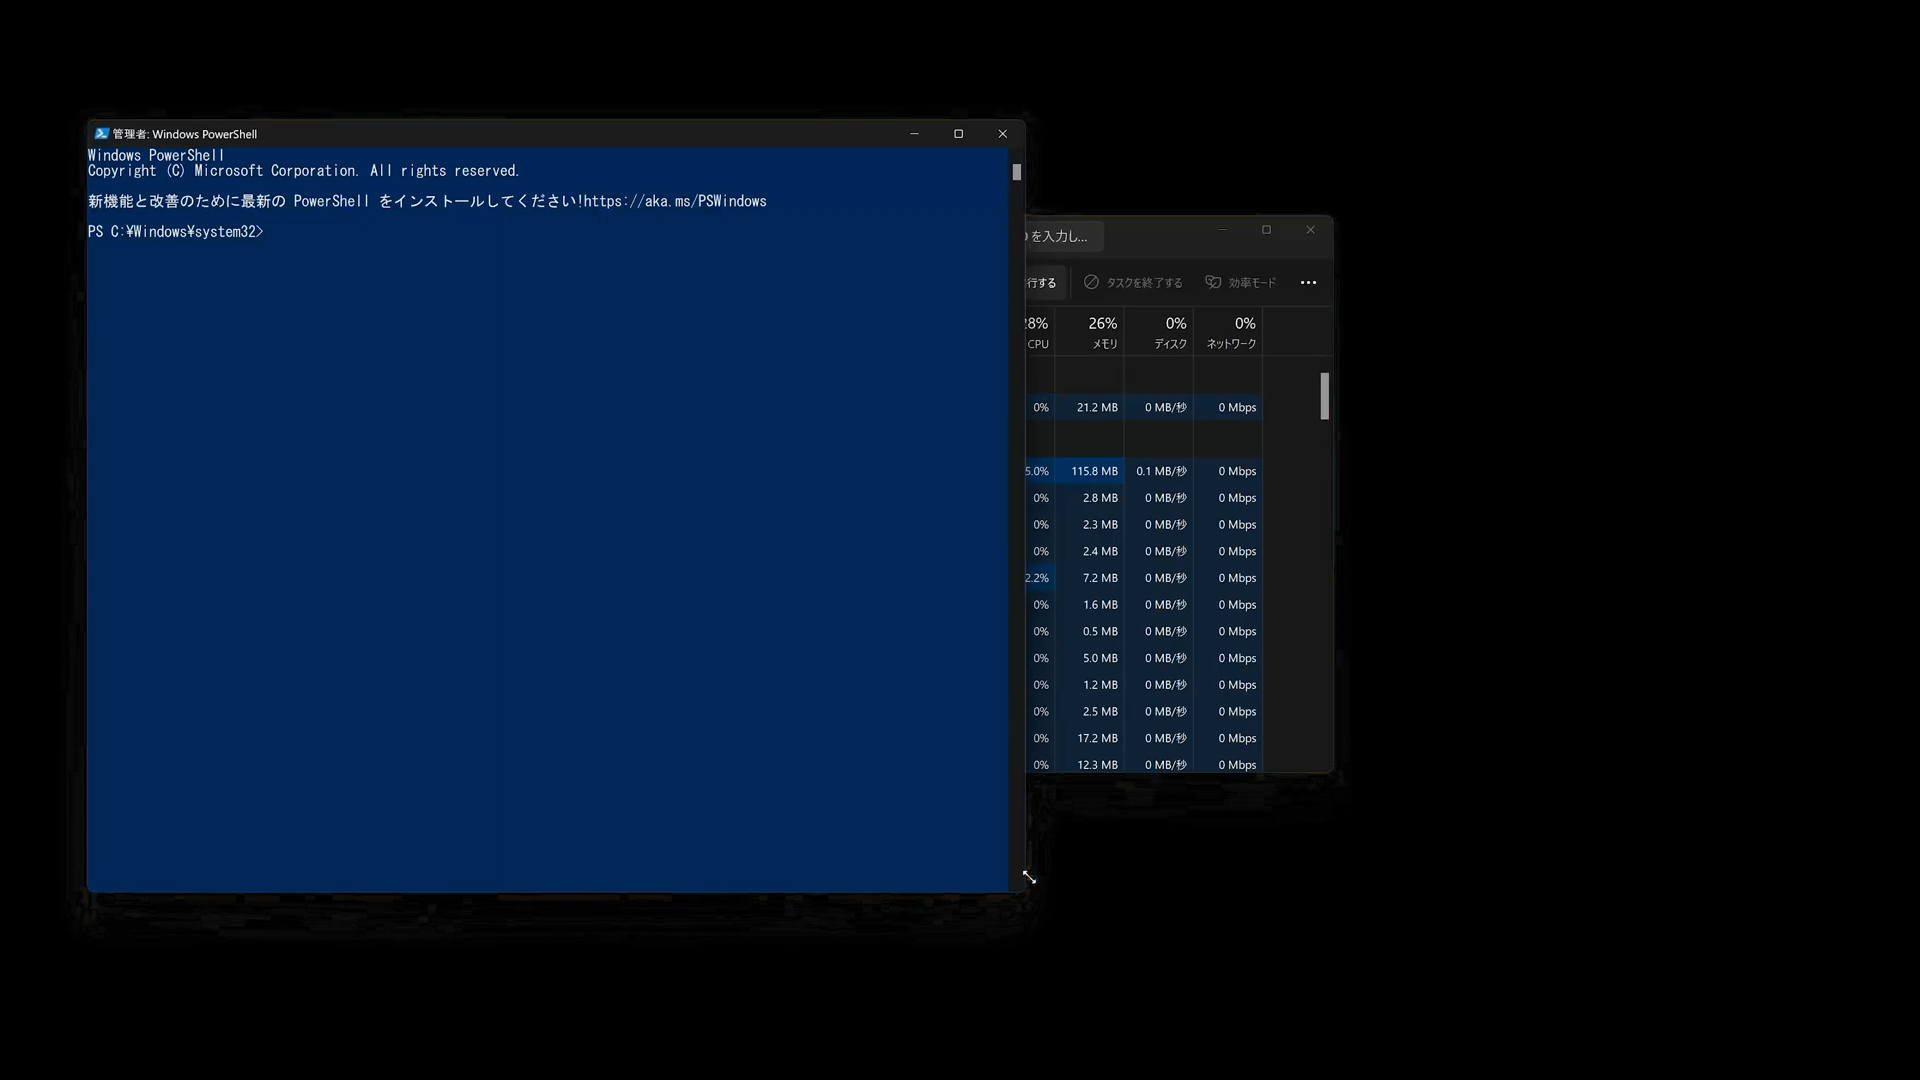 管理者: Windows PowerShell
Windows PowerShell
Copyright (C) Microsoft Corporation. All rights reserved.
新機能と改善のために最新の PowerShell をインストールしてください!https://aka.ms/PSWindows
PS C:¥Windows¥system32>
を入力し...
行する タスクを終了する 効率モード
28% 26% 0% 0%
CPU メモリ ディスク ネットワーク
0% 21.2 MB 0 MB/秒 0 Mbps
5.0% 115.8 MB 0.1 MB/秒 0 Mbps
0% 2.8 MB 0 MB/秒 0 Mbps
0% 2.3 MB 0 MB/秒 0 Mbps
0% 2.4 MB 0 MB/秒 0 Mbps
2.2% 7.2 MB 0 MB/秒 0 Mbps
0% 1.6 MB 0 MB/秒 0 Mbps
0% 0.5 MB 0 MB/秒 0 Mbps
0% 5.0 MB 0 MB/秒 0 Mbps
0% 1.2 MB 0 MB/秒 0 Mbps
0% 2.5 MB 0 MB/秒 0 Mbps
0% 17.2 MB 0 MB/秒 0 Mbps
0% 12.3 MB 0 MB/秒 0 Mbps